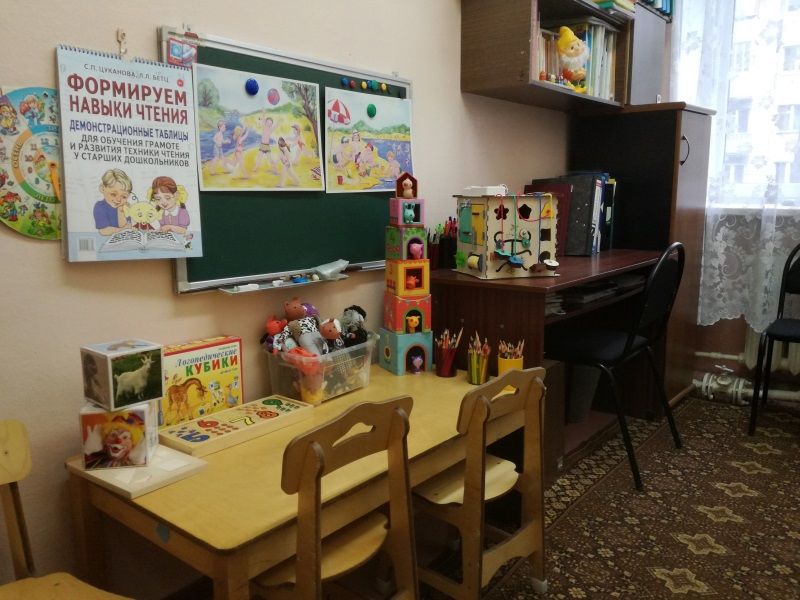 С.П. ЦУКАНОВА, Л.Л. БЕТЦ
ФОРМИРУЕМ
НАВЫКИ ЧТЕНИЯ
ДЕМОНСТРАЦИОННЫЕ ТАБЛИЦЫ
ДЛЯ ОБУЧЕНИЯ ГРАМОТЕ
И РАЗВИТИЯ ТЕХНИКИ ЧТЕНИЯ
У СТАРШИХ ДОШКОЛЬНИКОВ
Логопедические
КУБИКИ